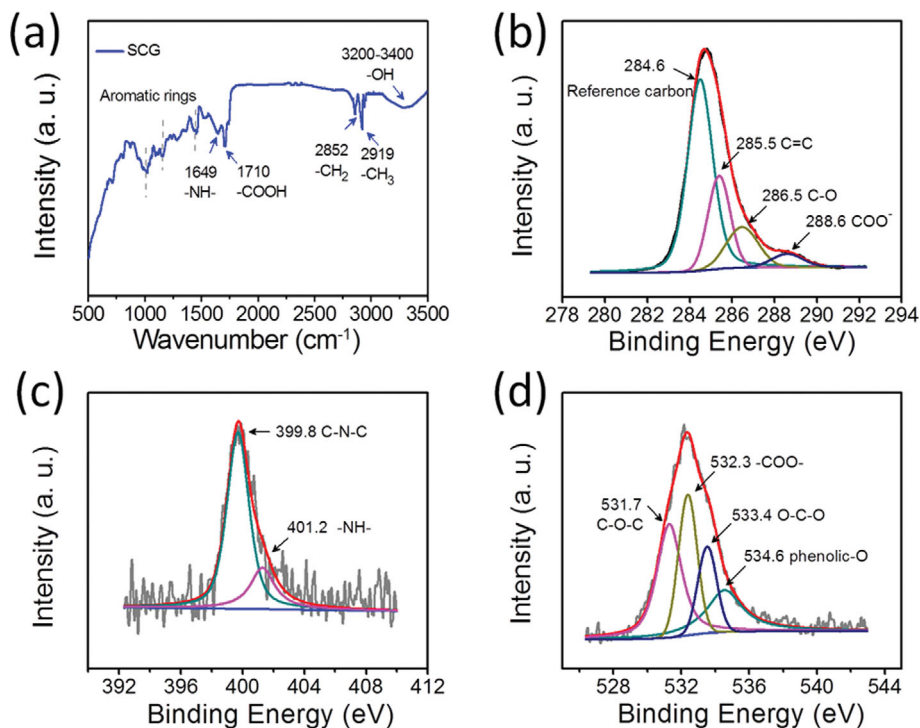 (a)
SCG
3200-3400
-OH
Aromatic rings
1649
-NH-
1710
-COOH
2852
-CH₂
2919
-CH₃
Intensity (a. u.)
500 1000 1500 2000 2500 3000 3500
Wavenumber (cm⁻¹)
(b)
284.6
Reference carbon
285.5 C=C
286.5 C-O
288.6 COO⁻
Intensity (a. u.)
278 280 282 284 286 288 290 292 294
Binding Energy (eV)
(c)
399.8 C-N-C
401.2 -NH-
Intensity (a. u.)
392 396 400 404 408 412
Binding Energy (eV)
(d)
532.3 -COO-
531.7
C-O-C
533.4 O-C-O
534.6 phenolic-O
Intensity (a. u.)
528 532 536 540 544
Binding Energy (eV)